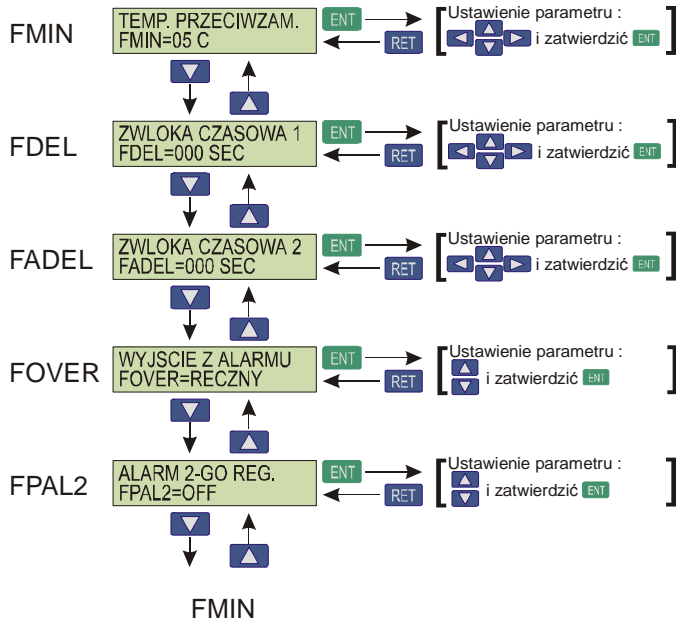 FMIN
TEMP. PRZECIWZAM.
FMIN=05 C
ENT
RET
Ustawienie parametru :
i zatwierdzić ENT
FDEL
ZWLOKA CZASOWA 1
FDEL=000 SEC
ENT
RET
Ustawienie parametru :
i zatwierdzić ENT
FADEL
ZWLOKA CZASOWA 2
FADEL=000 SEC
ENT
RET
Ustawienie parametru :
i zatwierdzić ENT
FOVER
WYJSCIE Z ALARMU
FOVER=RECZNY
ENT
RET
Ustawienie parametru :
i zatwierdzić ENT
FPAL2
ALARM 2-GO REG.
FPAL2=OFF
ENT
RET
Ustawienie parametru :
i zatwierdzić ENT
FMIN